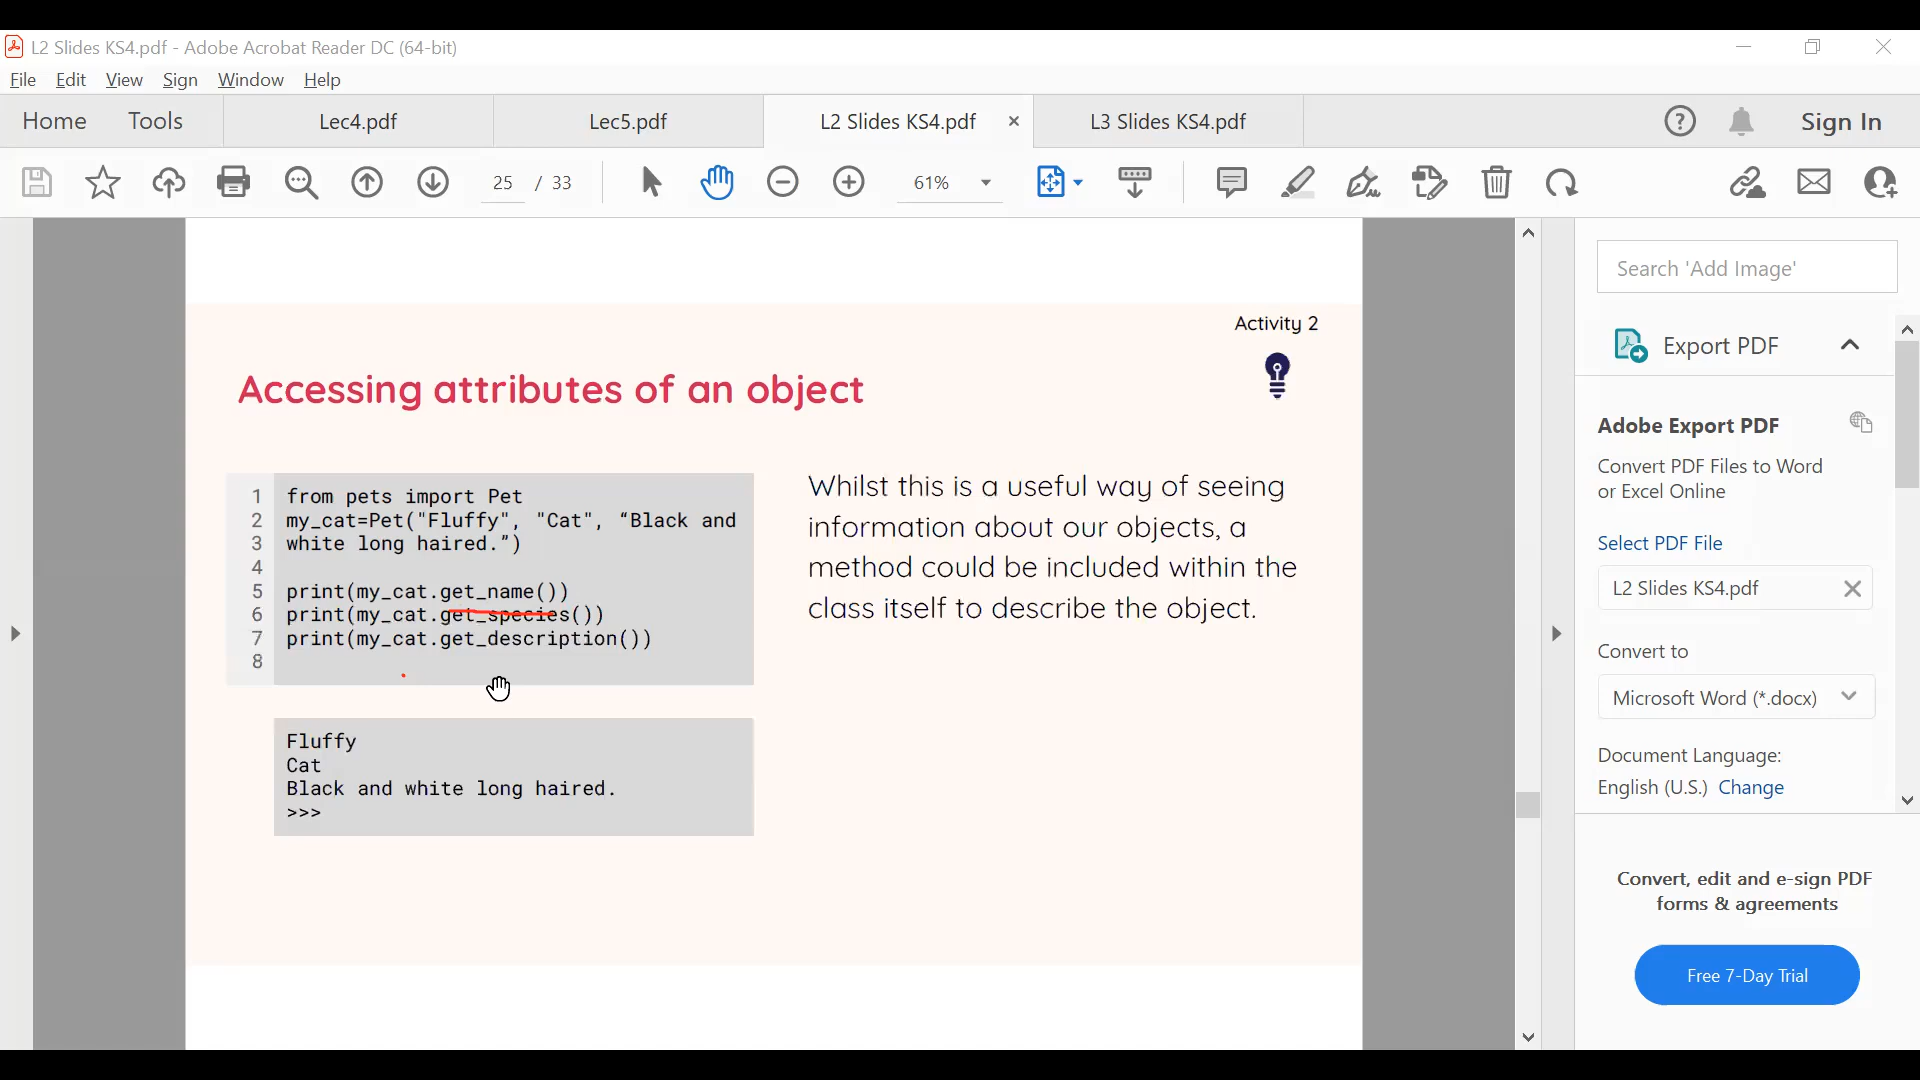 L2 Slides KS4.pdf - Adobe Acrobat Reader DC (64-bit)
File Edit View Sign Window Help
Home Tools Lec4.pdf Lec5.pdf L2 Slides KS4.pdf × L3 Slides KS4.pdf Sign In
25 / 33 61%
Search 'Add Image'
Export PDF
Adobe Export PDF
Convert PDF Files to Word
or Excel Online
Select PDF File
L2 Slides KS4.pdf
Convert to
Microsoft Word (*.docx)
Document Language:
English (U.S.) Change
Convert, edit and e-sign PDF
forms & agreements
Free 7-Day Trial
Activity 2
Accessing attributes of an object
1 from pets import Pet
2 my_cat=Pet("Fluffy", "Cat", “Black and
3 white long haired.”)
4
5 print(my_cat.get_name())
6 print(my_cat.get_species())
7 print(my_cat.get_description())
8
Fluffy
Cat
Black and white long haired.
>>>
Whilst this is a useful way of seeing
information about our objects, a
method could be included within the
class itself to describe the object.